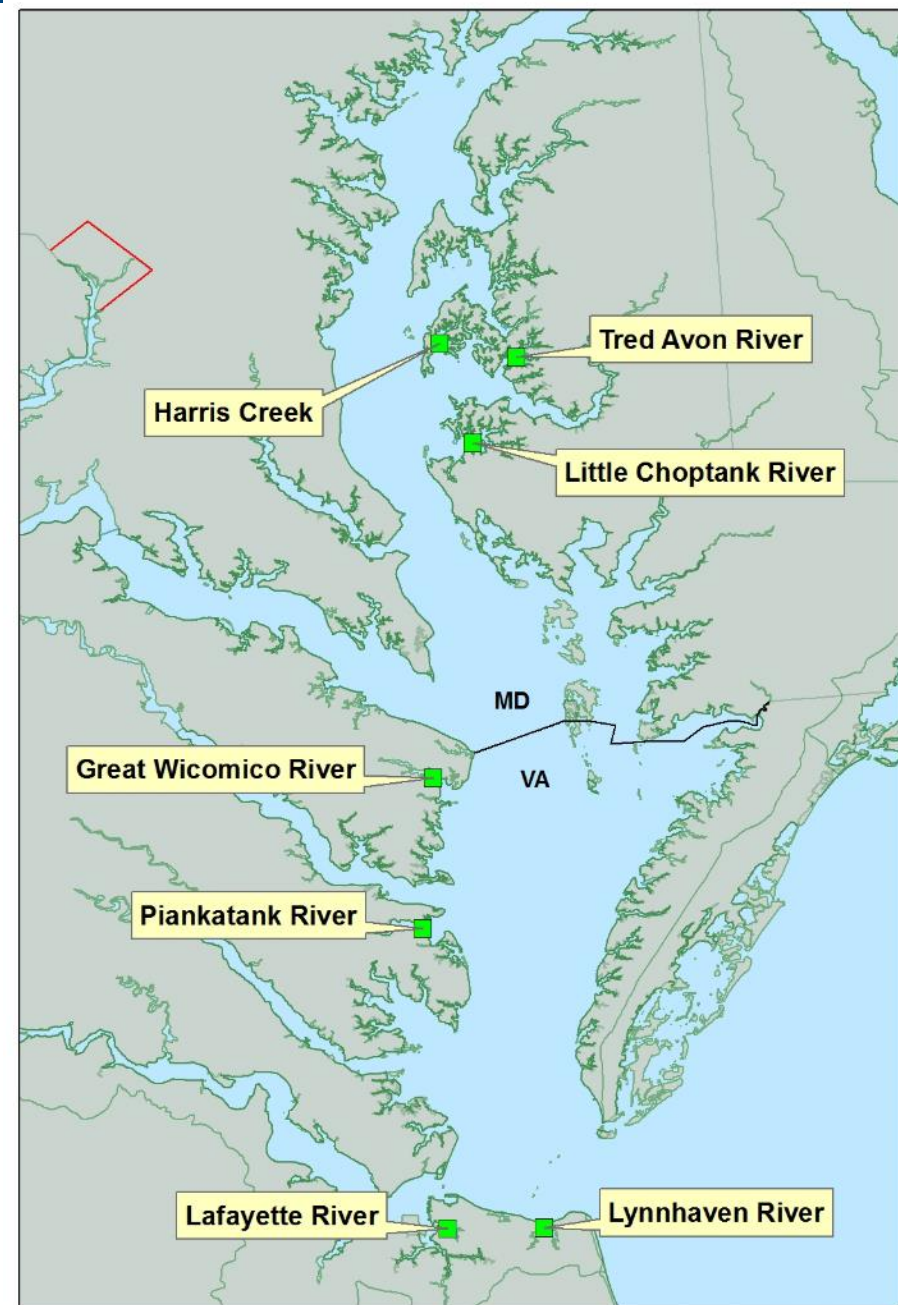 Tred Avon River
Harris Creek
Little Choptank River
MD
Great Wicomico River
VA
Piankatank River
Lafayette River
Lynnhaven River